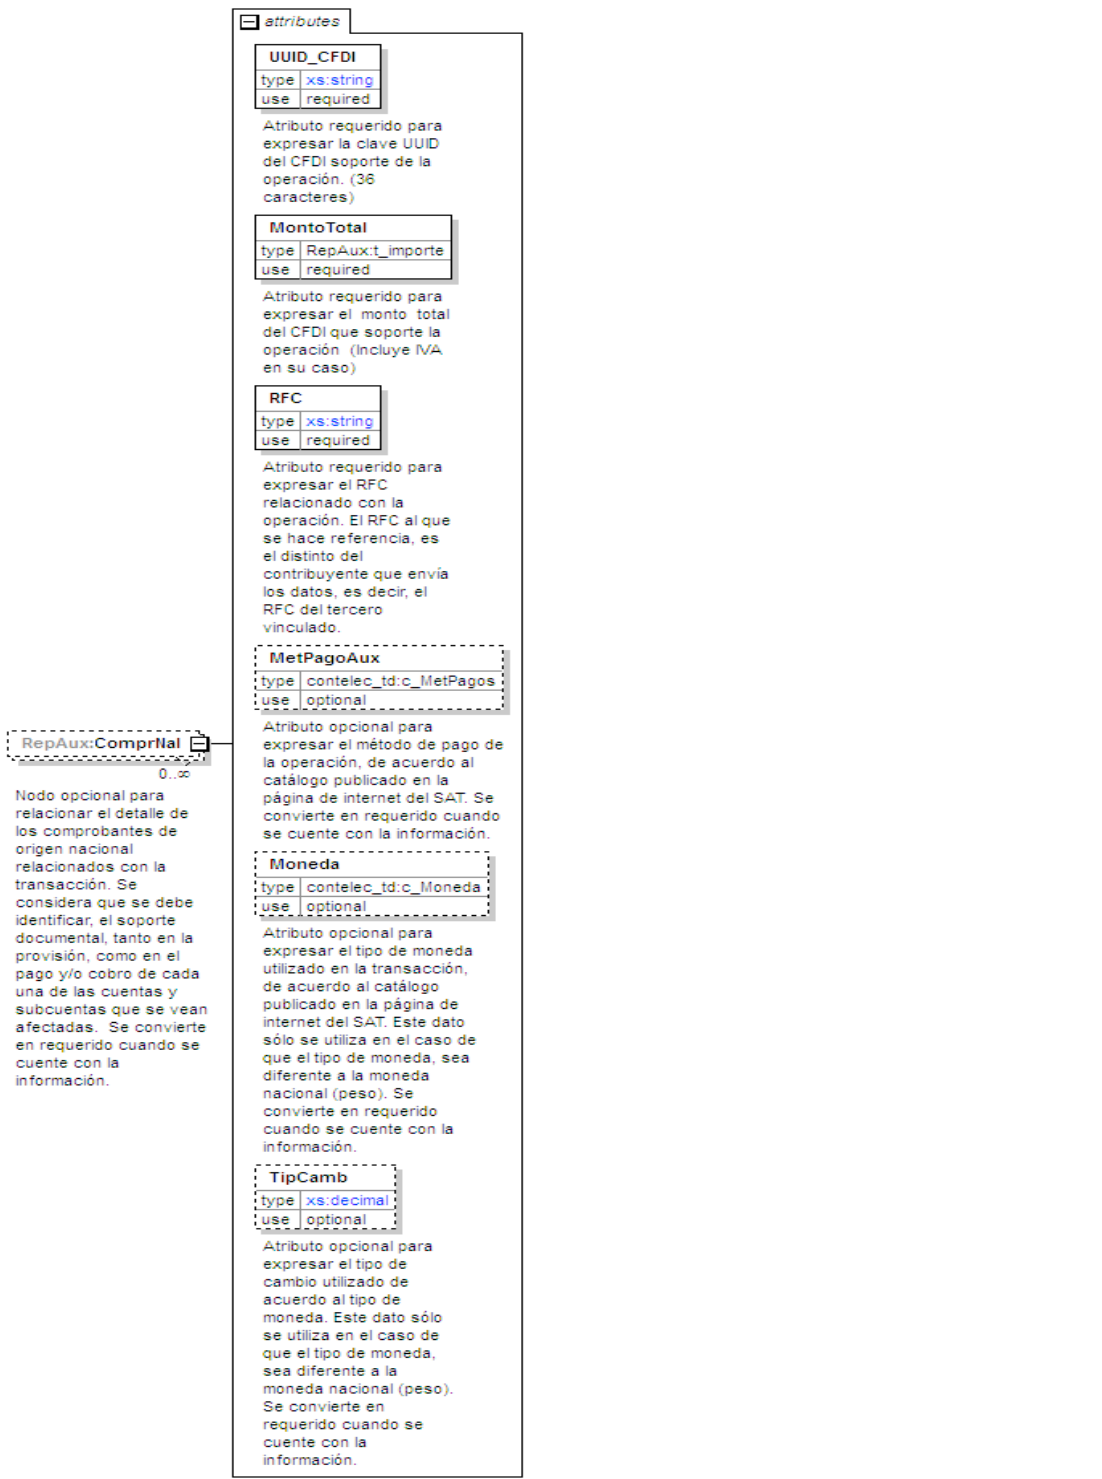 attributes
UUID_CFDI
type xs:string
use required
Atributo requerido para
expresar la clave UUID
del CFDI soporte de la
operación. (36
caracteres)
MontoTotal
type RepAux:t_importe
use required
Atributo requerido para
expresar el monto total
del CFDI que soporte la
operación (Incluye IVA
en su caso)
RFC
type xs:string
use required
Atributo requerido para
expresar el RFC
relacionado con la
operación. El RFC al que
se hace referencia, es
el distinto del
contribuyente que envía
los datos, es decir, el
RFC del tercero
vinculado.
MetPagoAux
type contelec_td:c_MetPagos
use optional
Atributo opcional para
expresar el método de pago de
la operación, de acuerdo al
catálogo publicado en la
página de internet del SAT. Se
convierte en requerido cuando
se cuente con la información.
Moneda
type contelec_td:c_Moneda
use optional
Atributo opcional para
expresar el tipo de moneda
utilizado en la transacción,
de acuerdo al catálogo
publicado en la página de
internet del SAT. Este dato
sólo se utiliza en el caso de
que el tipo de moneda, sea
diferente a la moneda
nacional (peso). Se
convierte en requerido
cuando se cuente con la
información.
TipCamb
type xs:decimal
use optional
Atributo opcional para
expresar el tipo de
cambio utilizado de
acuerdo al tipo de
moneda. Este dato sólo
se utiliza en el caso de
que el tipo de moneda,
sea diferente a la
moneda nacional (peso).
Se convierte en
requerido cuando se
cuente con la
información.
RepAux:ComprNal
0..∞
Nodo opcional para
relacionar el detalle de
los comprobantes de
origen nacional
relacionados con la
transacción. Se
considera que se debe
identificar, el soporte
documental, tanto en la
provisión, como en el
pago y/o cobro de cada
una de las cuentas y
subcuentas que se vean
afectadas. Se convierte
en requerido cuando se
cuente con la
información.